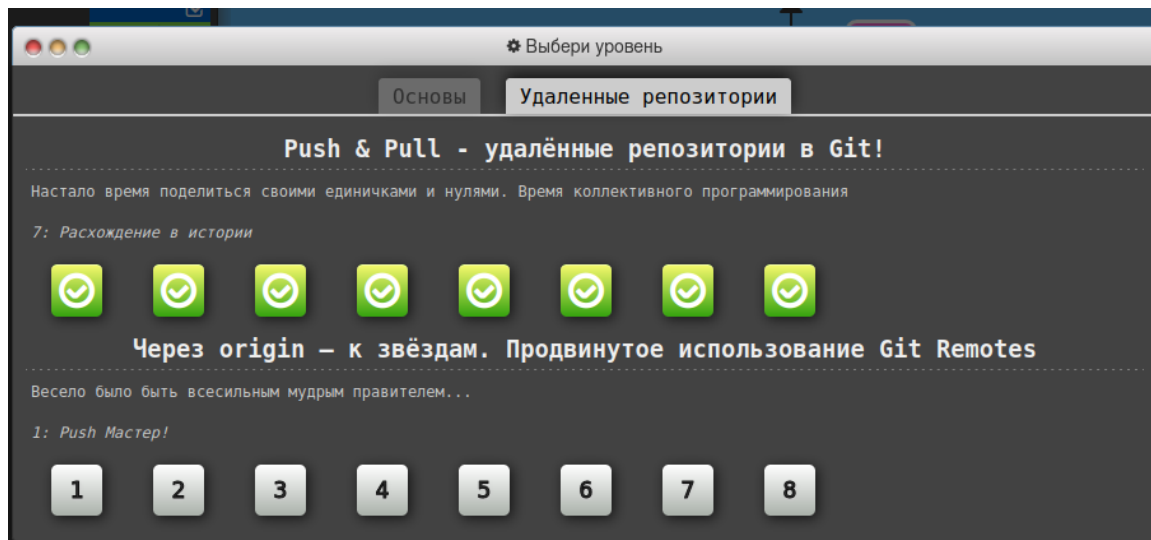 Выбери уровень
Основы
Удаленные репозитории
Push & Pull - удалённые репозитории в Git!
Настало время поделиться своими единичками и нулями. Время коллективного программирования
7: Расхождение в истории
Через origin – к звёздам. Продвинутое использование Git Remotes
Весело было быть всесильным мудрым правителем...
1: Push Мастер!
1 2 3 4 5 6 7 8